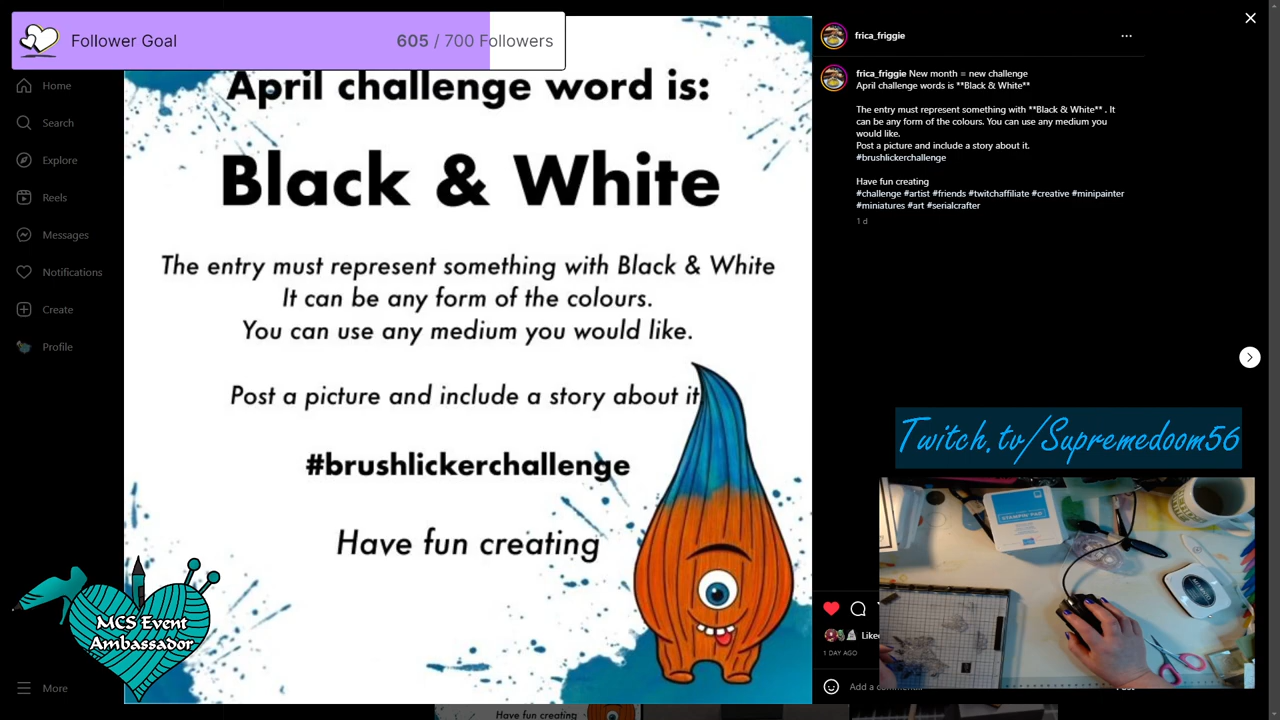 Follower Goal
605 / 700 Followers
Home
Search
Explore
Reels
Messages
Notifications
Create
Profile
More
April challenge word is:
Black & White
The entry must represent something with Black & White
It can be any form of the colours.
You can use any medium you would like.
Post a picture and include a story about it.
#brushlickerchallenge
Have fun creating
MCS Event
Ambassador
frica_friggie
frica_friggie New month = new challenge
April challenge words is **Black & White**
The entry must represent something with **Black & White** . It
can be any form of the colours. You can use any medium you
would like.
Post a picture and include a story about it.
#brushlickerchallenge
Have fun creating
#challenge #artist #friends #twitchaffiliate #creative #minipainter
#miniatures #art #serialcrafter
1 d
Twitch.tv/Supremedoom56
STAMPIN' PAD
Liked
1 DAY AGO
Add a comment...
Have fun creating